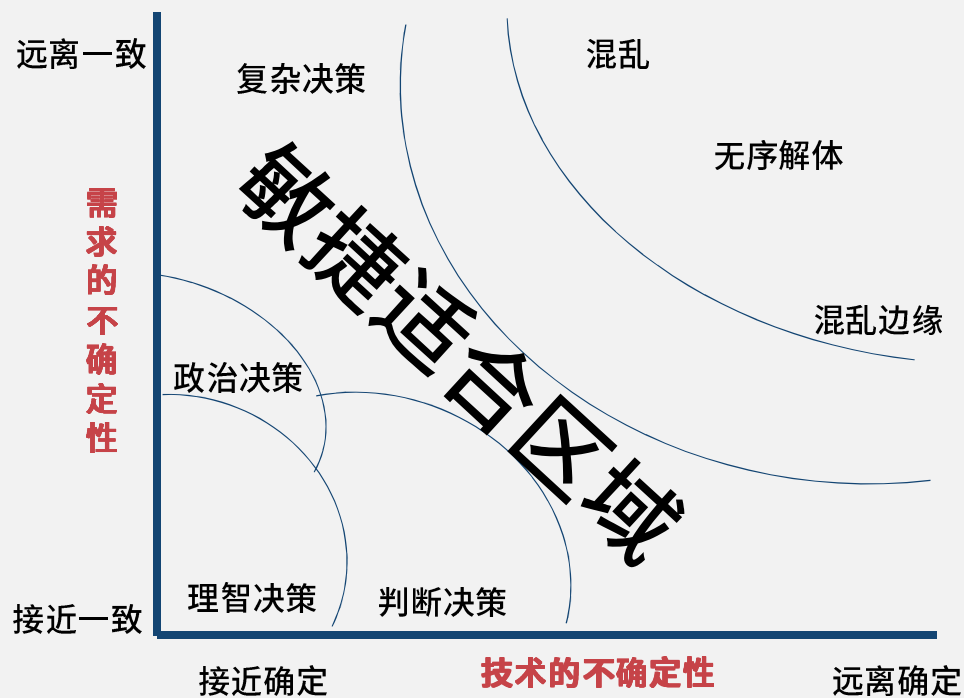 远离一致
混乱
复杂决策
无序解体
敏捷适合区域
需求的不确定性
混乱边缘
政治决策
理智决策
判断决策
接近一致
接近确定
技术的不确定性
远离确定